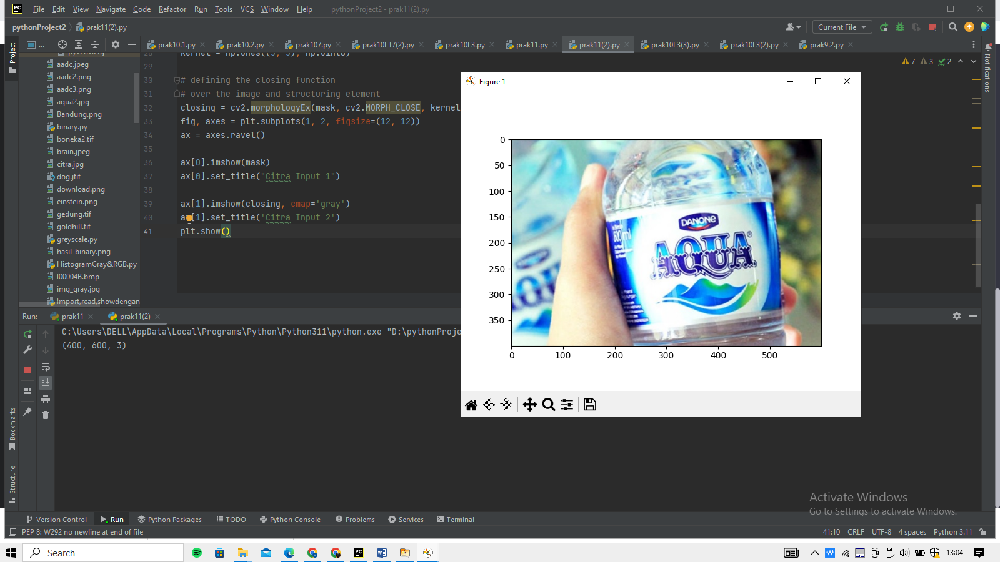 File Edit View Navigate Code Refactor Run Tools VCS Window Help pythonProject2 - prak11(2).py
pythonProject2 prak11(2).py Current File
Project ... prak10.1.py prak10.2.py prak107.py prak10LT7(2).py prak10L3.py prak11.py prak11(2).py prak10L3(3).py prak10L3(2).py prak9.2.py
Notifications
7 3 2
aadc.jpeg
aadc2.png
aadc3.png
aqua2.jpg
Bandung.png
binary.py
boneka2.tif
brain.jpeg
citra.jpg
dog.jfif
download.png
einstein.png
gedung.tif
goldhill.tif
greyscale.py
hasil-binary.png
HistogramGray&RGB.py
I00004B.bmp
img_gray.jpg
Import,read,showdengan
28 kernel = np.ones((5, 5), np.uint8)
29
30 # defining the closing function
31 # over the image and structuring element
32 closing = cv2.morphologyEx(mask, cv2.MORPH_CLOSE, kernel
33 fig, axes = plt.subplots(1, 2, figsize=(12, 12))
34 ax = axes.ravel()
35
36 ax[0].imshow(mask)
37 ax[0].set_title("Citra Input 1")
38
39 ax[1].imshow(closing, cmap='gray')
40 ax[1].set_title('Citra Input 2')
41 plt.show()
Figure 1
0
50
100
150
200
250
300
350
0 100 200 300 400 500
DANONE
AQUA®
600 ml
Run: prak11 prak11(2)
C:\Users\DELL\AppData\Local\Programs\Python\Python311\python.exe "D:\pythonProje
(400, 600, 3)
Bookmarks
Structure
Activate Windows
Go to Settings to activate Windows.
Version Control Run Python Packages TODO Python Console Problems Services Terminal
PEP 8: W292 no newline at end of file 41:10 CRLF UTF-8 4 spaces Python 3.11
Search 13:04